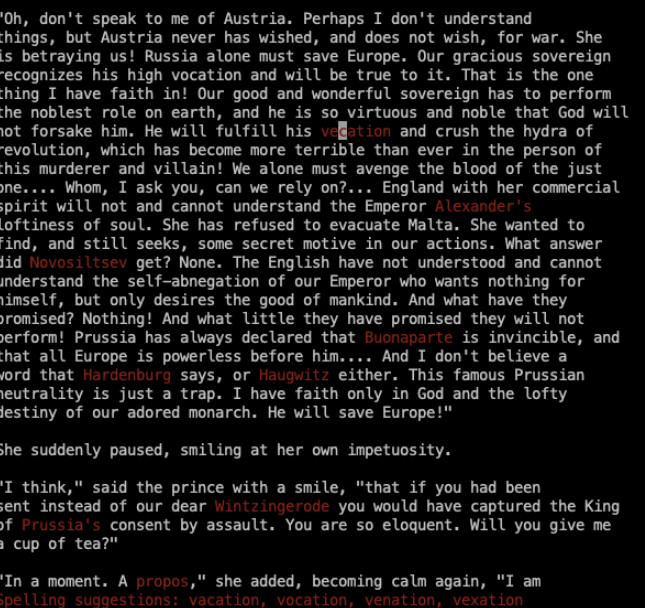 "Oh, don't speak to me of Austria. Perhaps I don't understand
things, but Austria never has wished, and does not wish, for war. She
is betraying us! Russia alone must save Europe. Our gracious sovereign
recognizes his high vocation and will be true to it. That is the one
thing I have faith in! Our good and wonderful sovereign has to perform
the noblest role on earth, and he is so virtuous and noble that God will
not forsake him. He will fulfill his vecation and crush the hydra of
revolution, which has become more terrible than ever in the person of
this murderer and villain! We alone must avenge the blood of the just
one.... Whom, I ask you, can we rely on?... England with her commercial
spirit will not and cannot understand the Emperor Alexander's
loftiness of soul. She has refused to evacuate Malta. She wanted to
find, and still seeks, some secret motive in our actions. What answer
did Novosiltsev get? None. The English have not understood and cannot
understand the self-abnegation of our Emperor who wants nothing for
himself, but only desires the good of mankind. And what have they
promised? Nothing! And what little they have promised they will not
perform! Prussia has always declared that Buonaparte is invincible, and
that all Europe is powerless before him.... And I don't believe a
word that Hardenburg says, or Haugwitz either. This famous Prussian
neutrality is just a trap. I have faith only in God and the lofty
destiny of our adored monarch. He will save Europe!"
She suddenly paused, smiling at her own impetuosity.
"I think," said the prince with a smile, "that if you had been
sent instead of our dear Wintzingerode you would have captured the King
of Prussia's consent by assault. You are so eloquent. Will you give me
a cup of tea?"
"In a moment. A propos," she added, becoming calm again, "I am
Spelling suggestions: vacation, vocation, venation, vexation